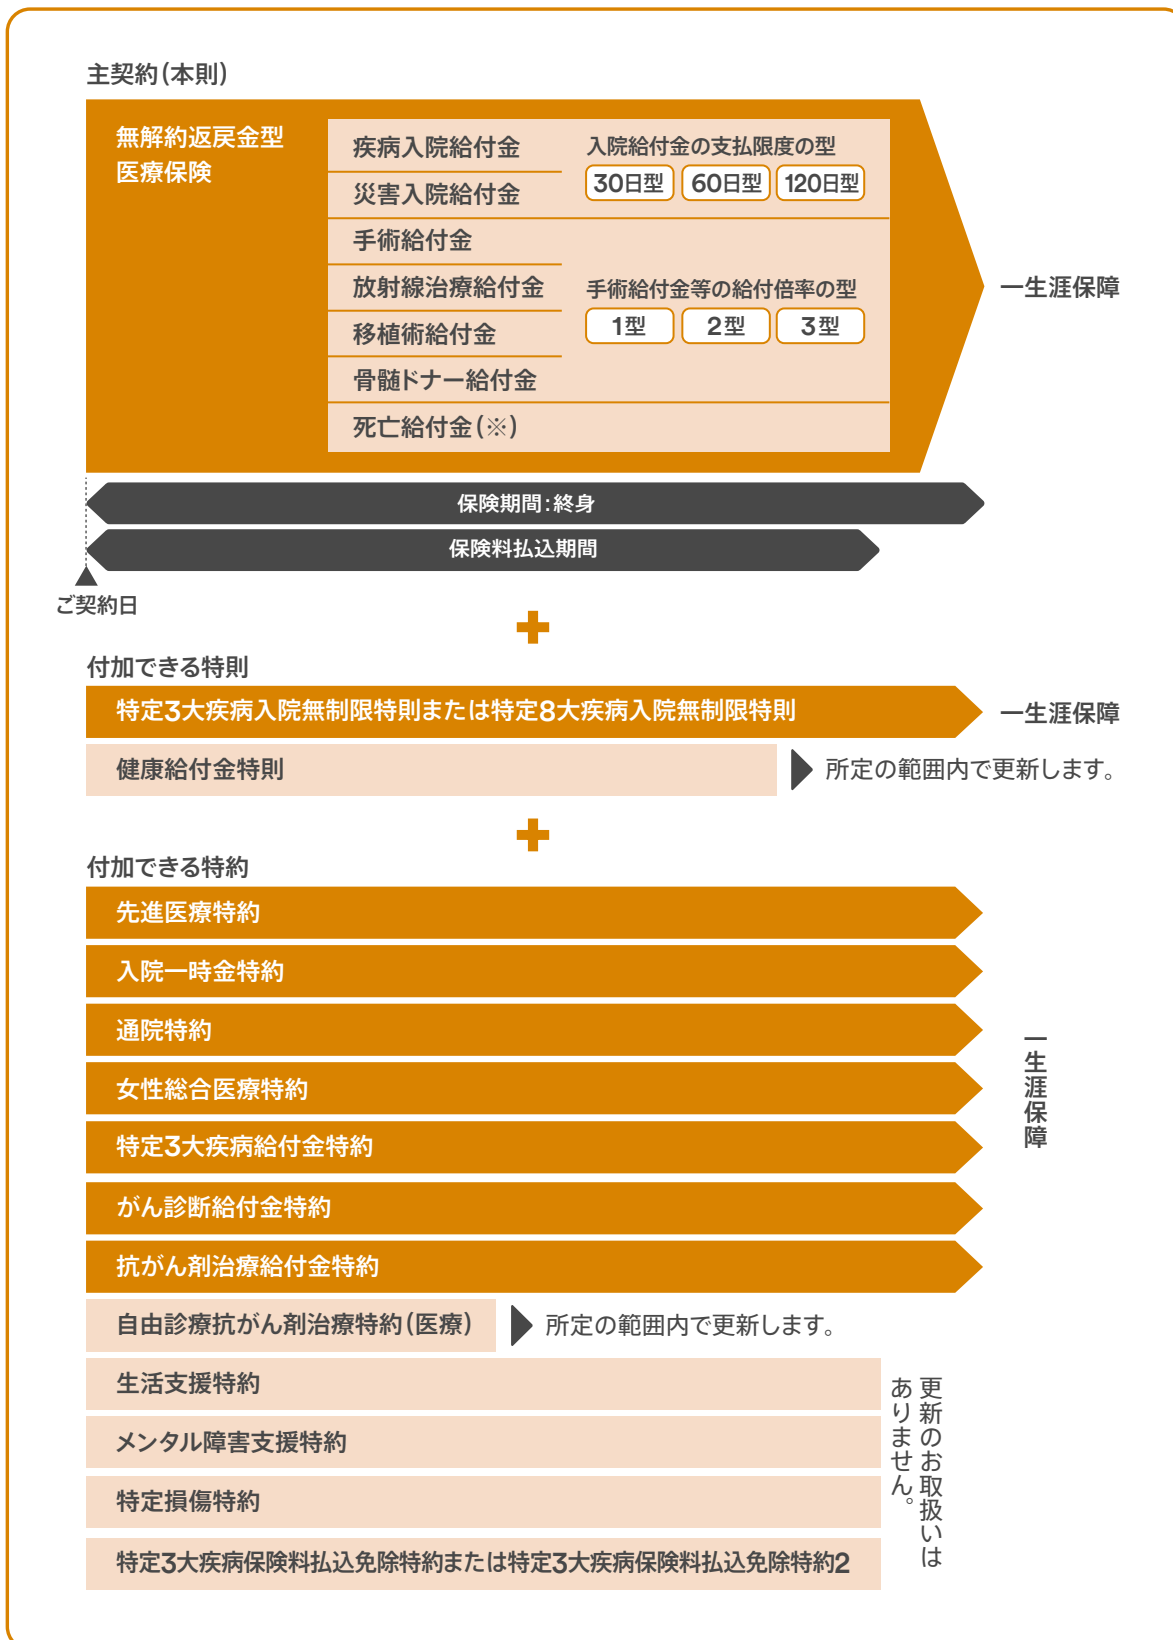 主契約(本則)
無解約返戻金型
医療保険
疾病入院給付金
災害入院給付金
入院給付金の支払限度の型
30日型 60日型 120日型
手術給付金
放射線治療給付金
移植術給付金
骨髄ドナー給付金
手術給付金等の給付倍率の型
1型 2型 3型
死亡給付金(※)
一生涯保障
保険期間:終身
保険料払込期間
ご契約日
付加できる特則
特定3大疾病入院無制限特則または特定8大疾病入院無制限特則
一生涯保障
健康給付金特則
所定の範囲内で更新します。
付加できる特約
先進医療特約
入院一時金特約
通院特約
女性総合医療特約
特定3大疾病給付金特約
がん診断給付金特約
抗がん剤治療給付金特約
一生涯保障
自由診療抗がん剤治療特約(医療)
所定の範囲内で更新します。
生活支援特約
メンタル障害支援特約
特定損傷特約
特定3大疾病保険料払込免除特約または特定3大疾病保険料払込免除特約2
更新のお取扱いは
ありません。